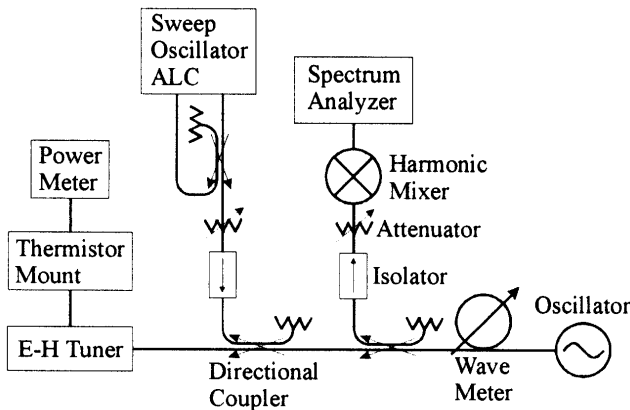 Sweep
Oscillator
ALC
Spectrum
Analyzer
Power
Meter
Harmonic
Mixer
Attenuator
Thermistor
Mount
Isolator
Oscillator
E-H Tuner
Directional
Coupler
Wave
Meter